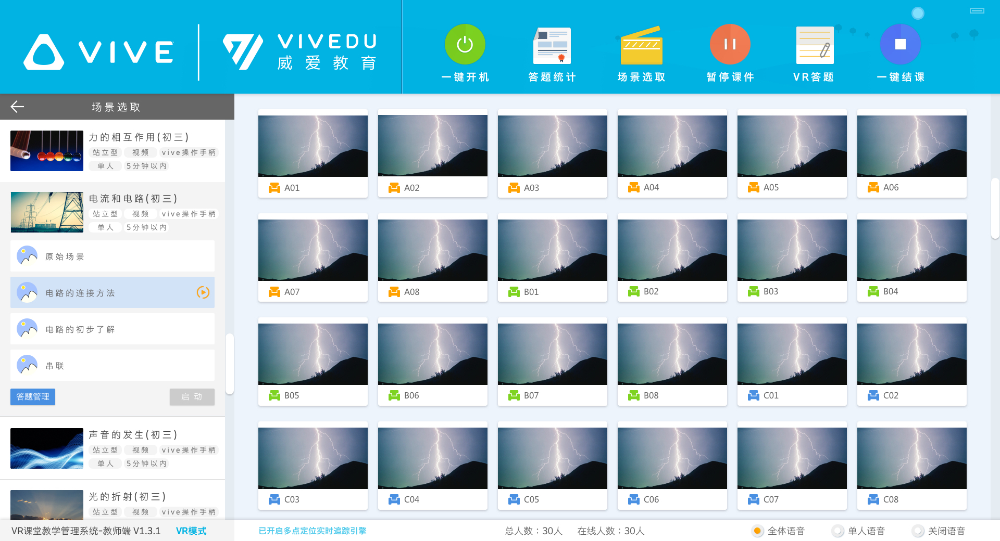 VIVE
VIVEDU
威爱教育
一键开机
答题统计
场景选取
暂停课件
VR答题
一键结课
场景选取
力的相互作用(初三)
站立型 视频 vive操作手柄
单人 5分钟以内
电流和电路(初三)
站立型 视频 vive操作手柄
单人 5分钟以内
原始场景
电路的连接方法
电路的初步了解
串联
答题管理 启动
声音的发生(初三)
站立型 视频 vive操作手柄
单人 5分钟以内
光的折射(初三)
站立型 视频 vive操作手柄
A01 A02 A03 A04 A05 A06
A07 A08 B01 B02 B03 B04
B05 B06 B07 B08 C01 C02
C03 C04 C05 C06 C07 C08
VR课堂教学管理系统-教师端 V1.3.1 VR模式 已开启多点定位实时追踪引擎 总人数：30人 在线人数：30人 全体语音 单人语音 关闭语音